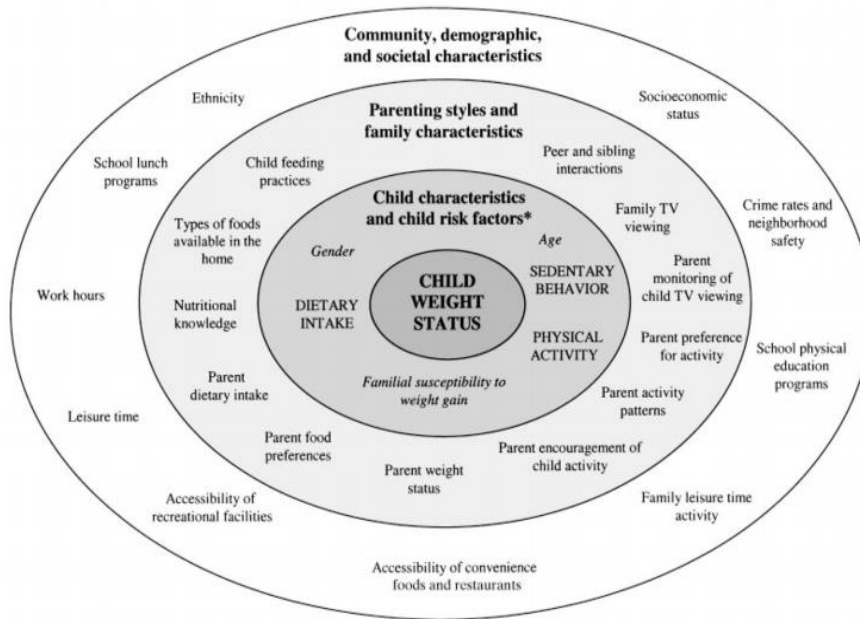 Community, demographic,
and societal characteristics
Ethnicity
Socioeconomic
status
Parenting styles and
family characteristics
School lunch
programs
Child feeding
practices
Peer and sibling
interactions
Child characteristics
and child risk factors*
Types of foods
available in the
home
Family TV
viewing
Crime rates and
neighborhood
safety
Gender
Age
CHILD
WEIGHT
STATUS
SEDENTARY
BEHAVIOR
Parent
monitoring of
child TV viewing
Work hours
Nutritional
knowledge
DIETARY
INTAKE
PHYSICAL
ACTIVITY
Parent preference
for activity
School physical
education
programs
Familial susceptibility to
weight gain
Parent
dietary intake
Parent activity
patterns
Leisure time
Parent food
preferences
Parent weight
status
Parent encouragement of
child activity
Accessibility of
recreational facilities
Family leisure time
activity
Accessibility of convenience
foods and restaurants